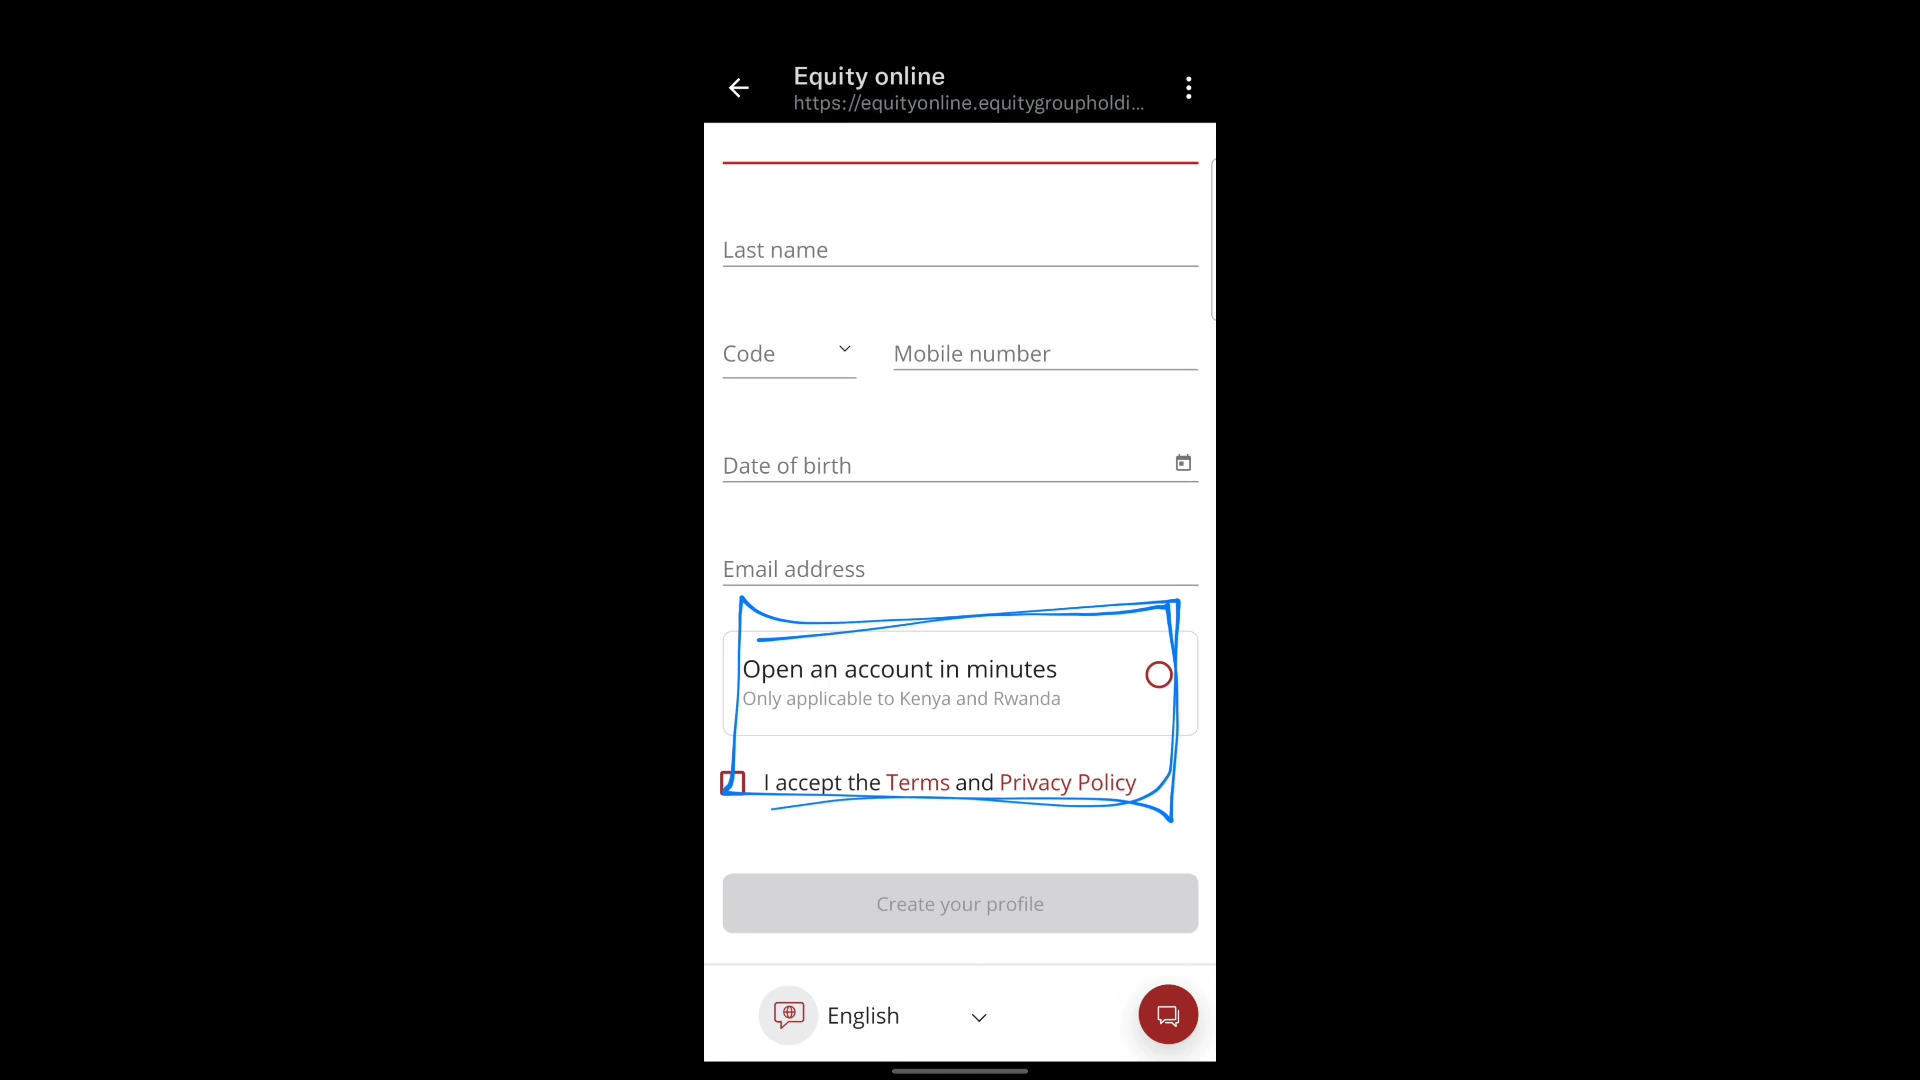 Equity online
https://equityonline.equitygroupholdi...
Last name
Code
Mobile number
Date of birth
Email address
Open an account in minutes
Only applicable to Kenya and Rwanda
I accept the Terms and Privacy Policy
Create your profile
English